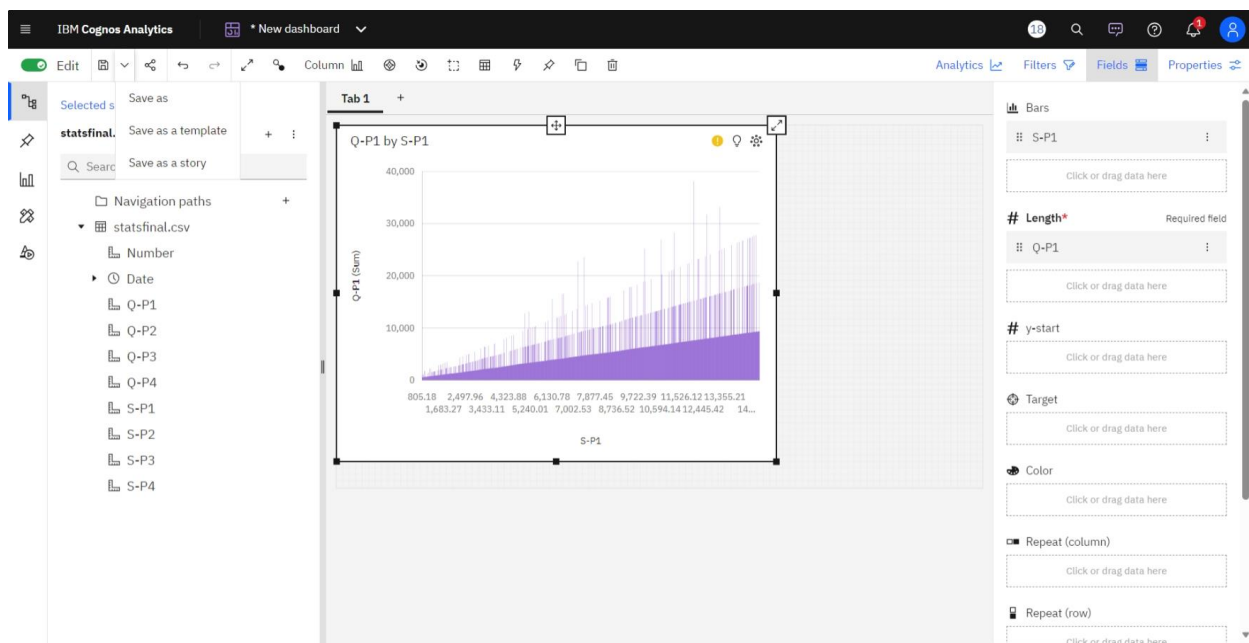 IBM Cognos Analytics
* New dashboard
18
1
Edit
Column
Analytics
Filters
Fields
Properties
Save as
Save as a template
Save as a story
Selected s
statsfinal.
Searc
Navigation paths
statsfinal.csv
Number
Date
Q-P1
Q-P2
Q-P3
Q-P4
S-P1
S-P2
S-P3
S-P4
Tab 1
Q-P1 by S-P1
Q-P1 (Sum)
40,000
30,000
20,000
10,000
0
805.18 2,497.96 4,323.88 6,130.78 7,877.45 9,722.39 11,526.12 13,355.21
1,683.27 3,433.11 5,240.01 7,002.53 8,736.52 10,594.14 12,445.42 14...
S-P1
Bars
S-P1
Click or drag data here
# Length* Required field
Q-P1
Click or drag data here
# y-start
Click or drag data here
Target
Click or drag data here
Color
Click or drag data here
Repeat (column)
Click or drag data here
Repeat (row)
Click or drag data here